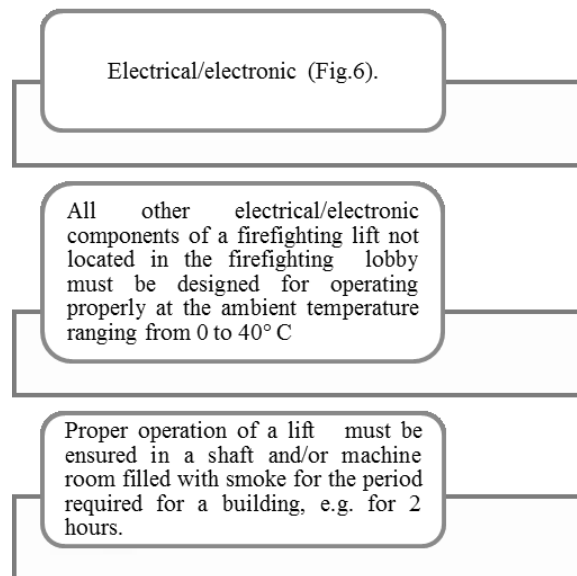 Electrical/electronic (Fig.6).
All other electrical/electronic
components of a firefighting lift not
located in the firefighting lobby
must be designed for operating
properly at the ambient temperature
ranging from 0 to 40° C
Proper operation of a lift must be
ensured in a shaft and/or machine
room filled with smoke for the period
required for a building, e.g. for 2
hours.